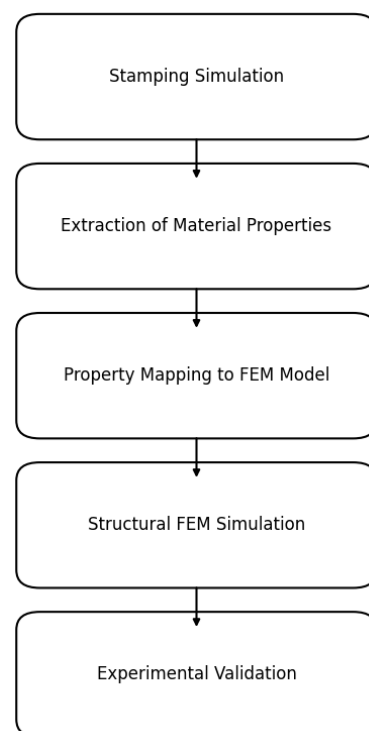 Stamping Simulation
Extraction of Material Properties
Property Mapping to FEM Model
Structural FEM Simulation
Experimental Validation